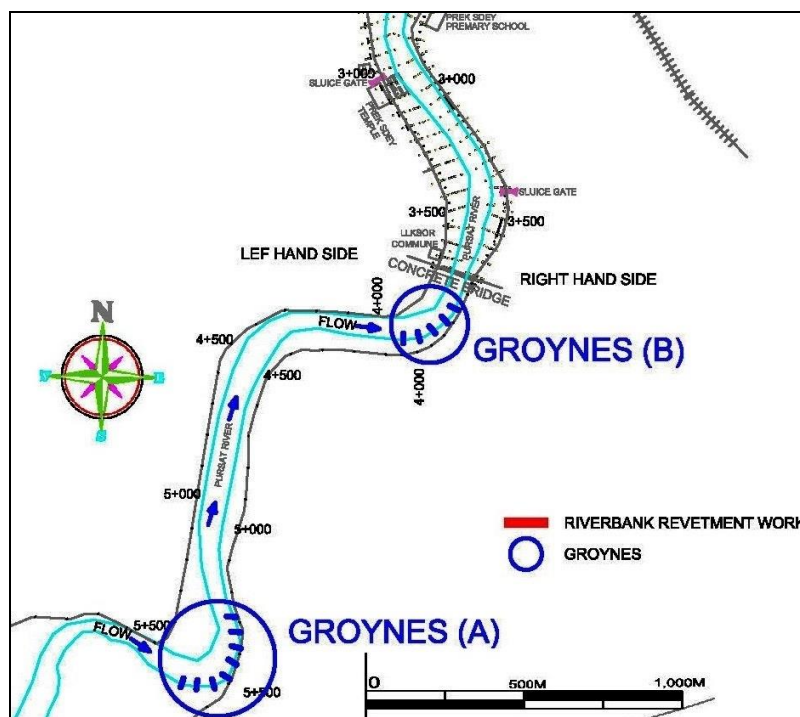 PREK SDEY
PREMARY SCHOOL
3+000
3+000
SLUICE GATE
PREK SDEY
TEMPLE
SLUICE GATE
3+500
3+500
PURSAT RIVER
LLKSOR
COMMUNE
LEF HAND SIDE
CONCRETE BRIDGE
RIGHT HAND SIDE
4+000
N
FLOW
4+500
GROYNES (B)
4+500
4+000
S
PURSAT RIVER
5+000
5+000
RIVERBANK REVETMENT WORK
GROYNES
5+500
FLOW
GROYNES (A)
5+500
0
500M
1,000M